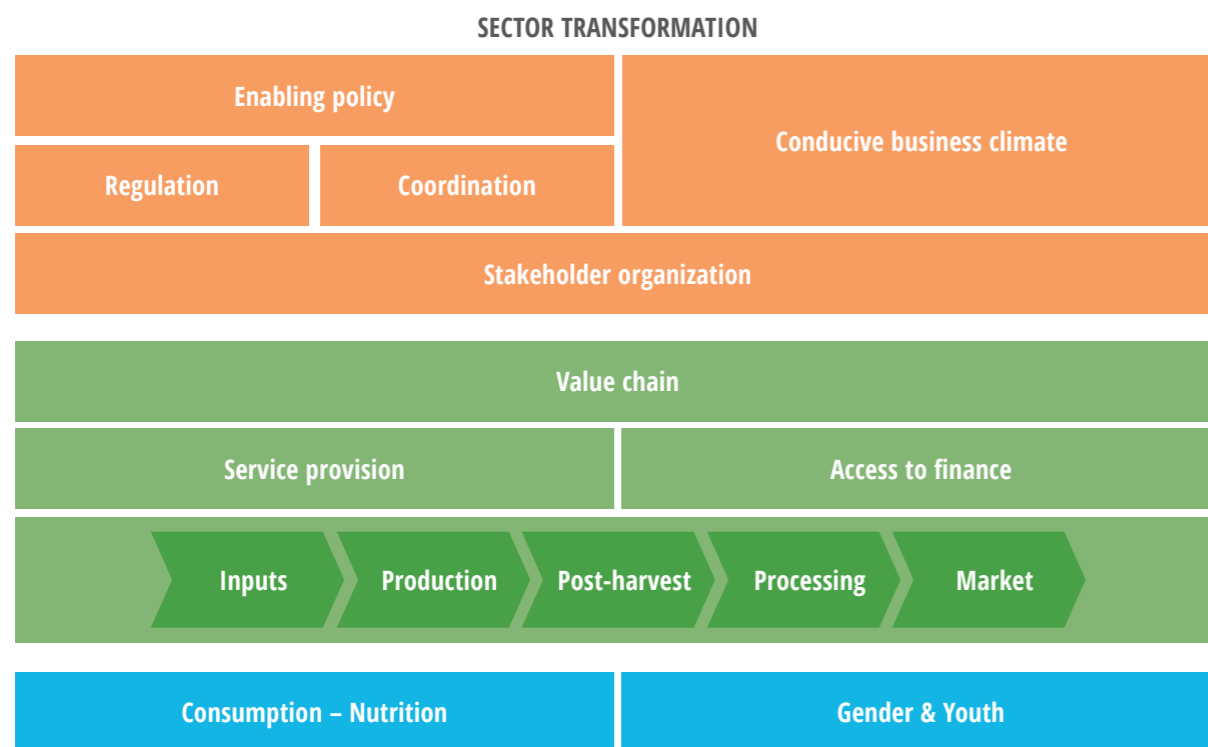 SECTOR TRANSFORMATION
Enabling policy
Conducive business climate
Regulation
Coordination
Stakeholder organization
Value chain
Service provision
Access to finance
Inputs
Production
Post-harvest
Processing
Market
Consumption – Nutrition
Gender & Youth